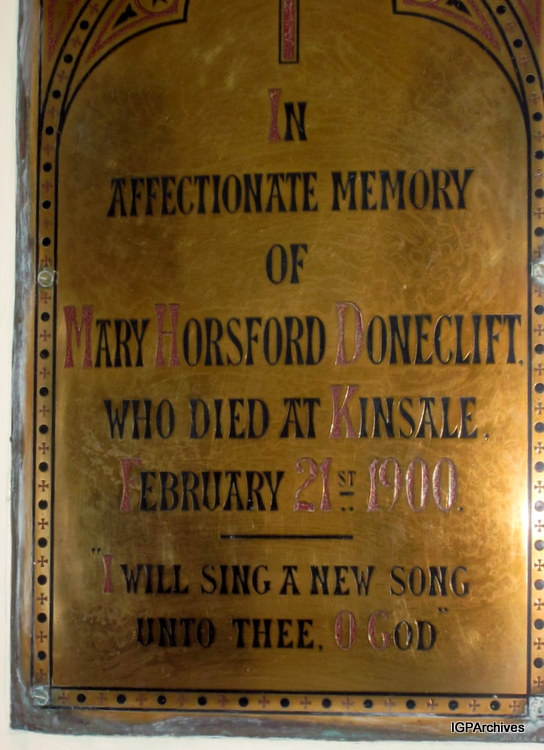 IN
AFFECTIONATE MEMORY
OF
MARY HORSFORD DONECLIFT,
WHO DIED AT KINSALE,
FEBRUARY 21ST 1900.
"I WILL SING A NEW SONG
UNTO THEE, O GOD"
IGPArchives